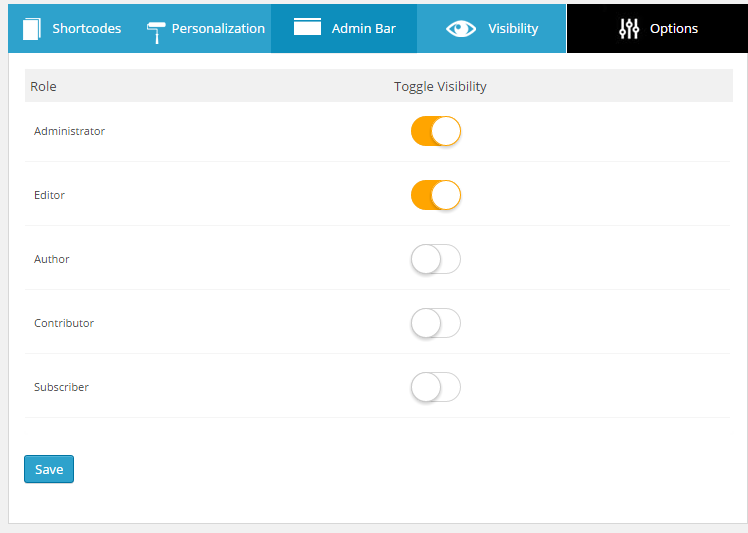 Shortcodes Personalization Admin Bar Visibility Options
Role Toggle Visibility
Administrator
Editor
Author
Contributor
Subscriber
Save